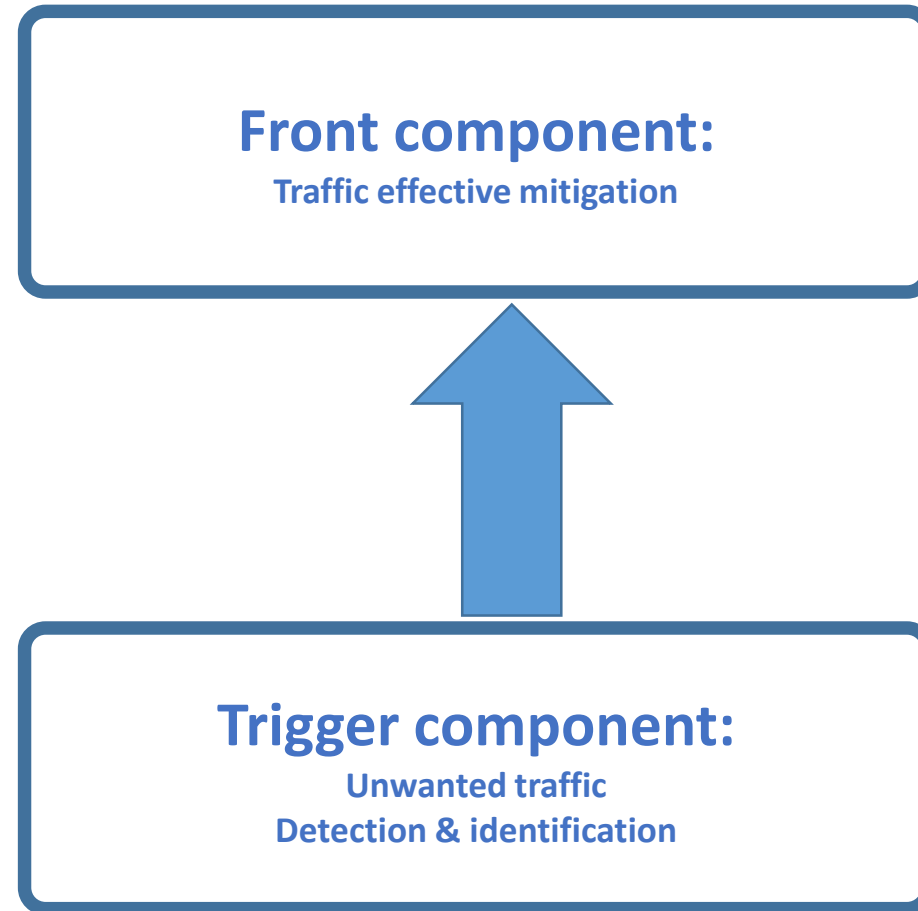 Front component:
Traffic effective mitigation
Trigger component:
Unwanted traffic
Detection & identification